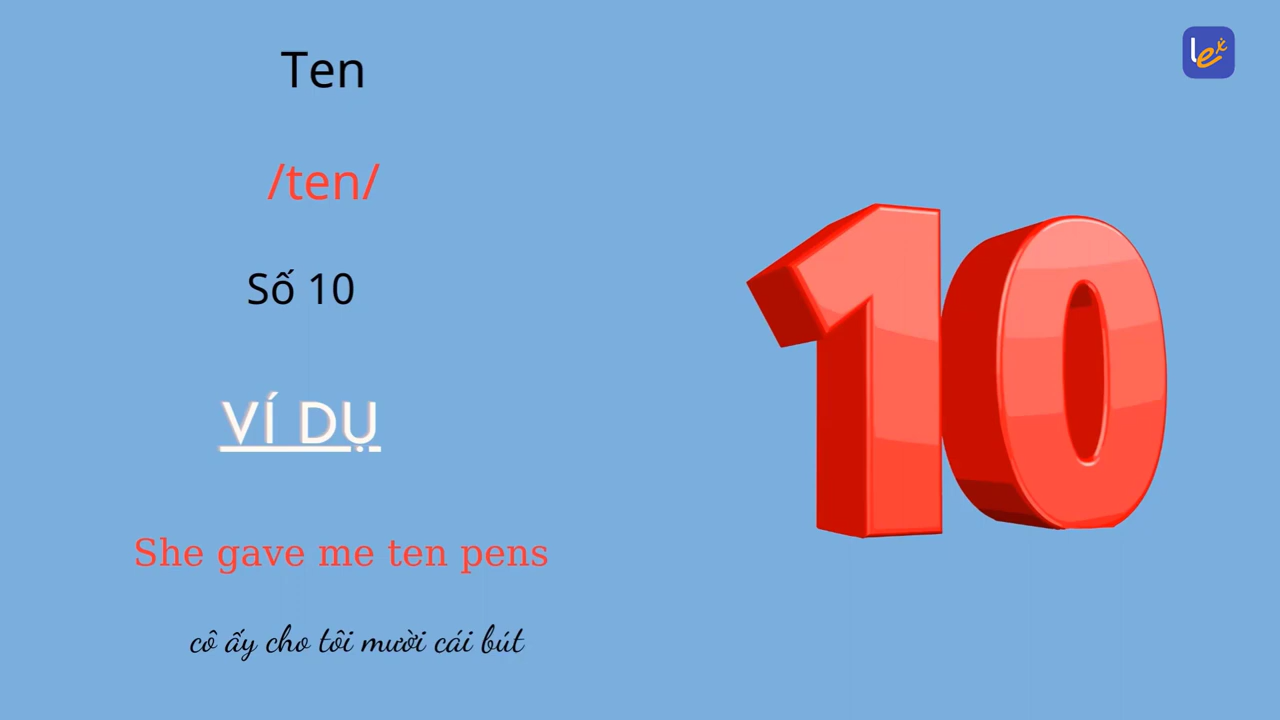 Ten
/ten/
Số 10
VÍ DỤ
She gave me ten pens
cô ấy cho tôi mười cái bút
10
Lex